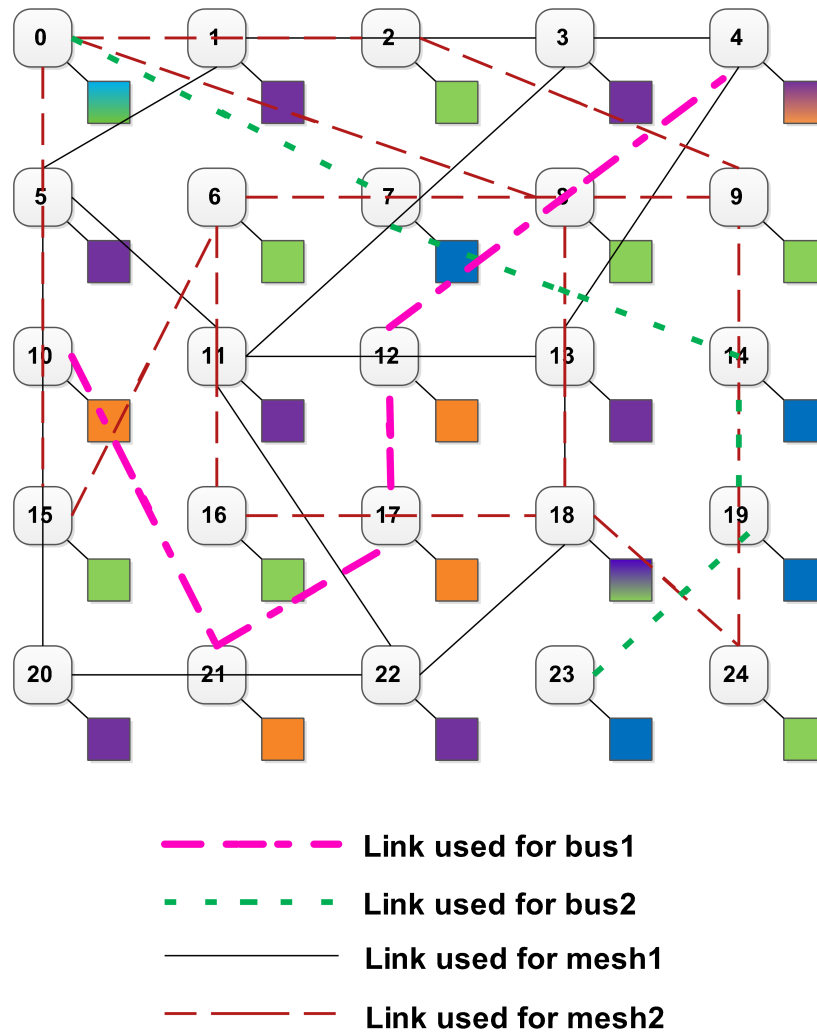 0 1 2 3 4
5 6 7 8 9
10 11 12 13 14
15 16 17 18 19
20 21 22 23 24
Link used for bus1
Link used for bus2
Link used for mesh1
Link used for mesh2